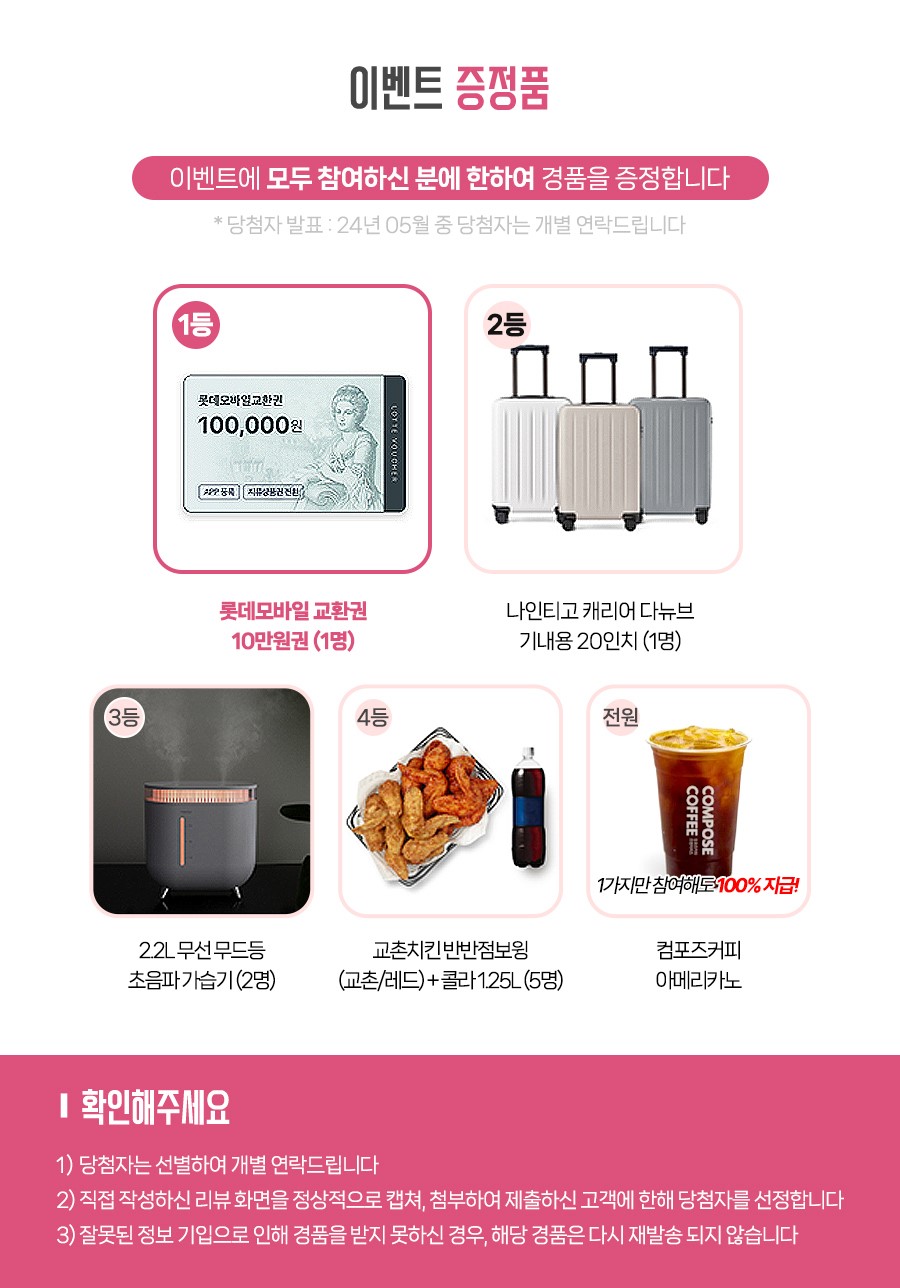 이벤트 증정품
이벤트에 모두 참여하신 분에 한하여 경품을 증정합니다
* 당첨자 발표 : 24년 05월 중 당첨자는 개별 연락드립니다
1등
롯데모바일교환권
100,000원
LOTTE VOUCHER
APP 등록
지류상품권 전환
2등
롯데모바일 교환권
10만원권 (1명)
나인티고 캐리어 다뉴브
기내용 20인치 (1명)
3등
4등
전원
COMPOSE
COFFEE
1가지만 참여해도 100% 지급!
2.2L 무선 무드등
초음파 가습기 (2명)
교촌치킨 반반점보윙
(교촌/레드) + 콜라 1.25L (5명)
컴포즈커피
아메리카노
확인해주세요
1) 당첨자는 선별하여 개별 연락드립니다
2) 직접 작성하신 리뷰 화면을 정상적으로 캡쳐, 첨부하여 제출하신 고객에 한해 당첨자를 선정합니다
3) 잘못된 정보 기입으로 인해 경품을 받지 못하신 경우, 해당 경품은 다시 재발송 되지 않습니다